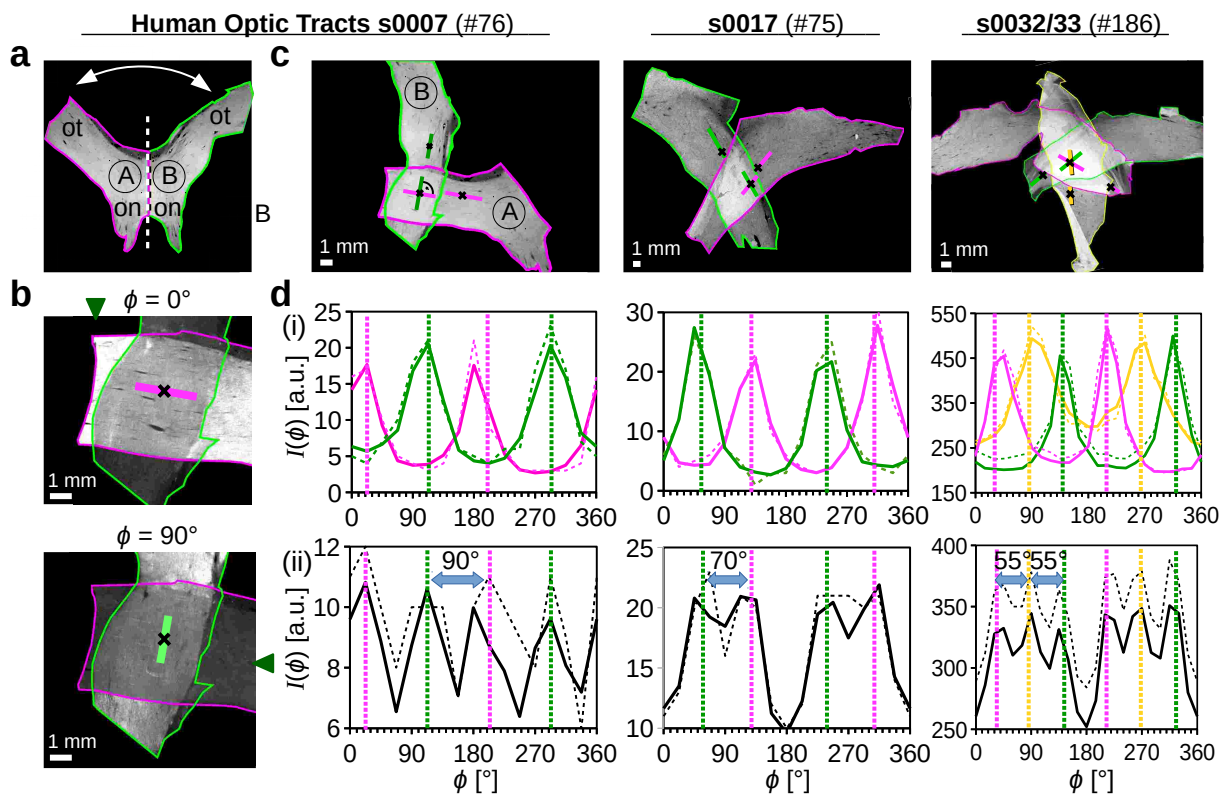 Human Optic Tracts s0007 (#76)
s0017 (#75)
s0032/33 (#186)
a
ot
ot
A
B
on
on
B
c
B
A
1 mm
1 mm
1 mm
b
ϕ = 0°
1 mm
ϕ = 90°
1 mm
d
(i)
I(ϕ) [a.u.]
25
20
15
10
5
0
0 90 180 270 360
30
20
10
0
0 90 180 270 360
550
450
350
250
150
0 90 180 270 360
(ii)
I(ϕ) [a.u.]
12
10
8
6
90°
0 90 180 270 360
ϕ [°]
25
20
15
10
70°
0 90 180 270 360
ϕ [°]
400
350
300
250
55° 55°
0 90 180 270 360
ϕ [°]